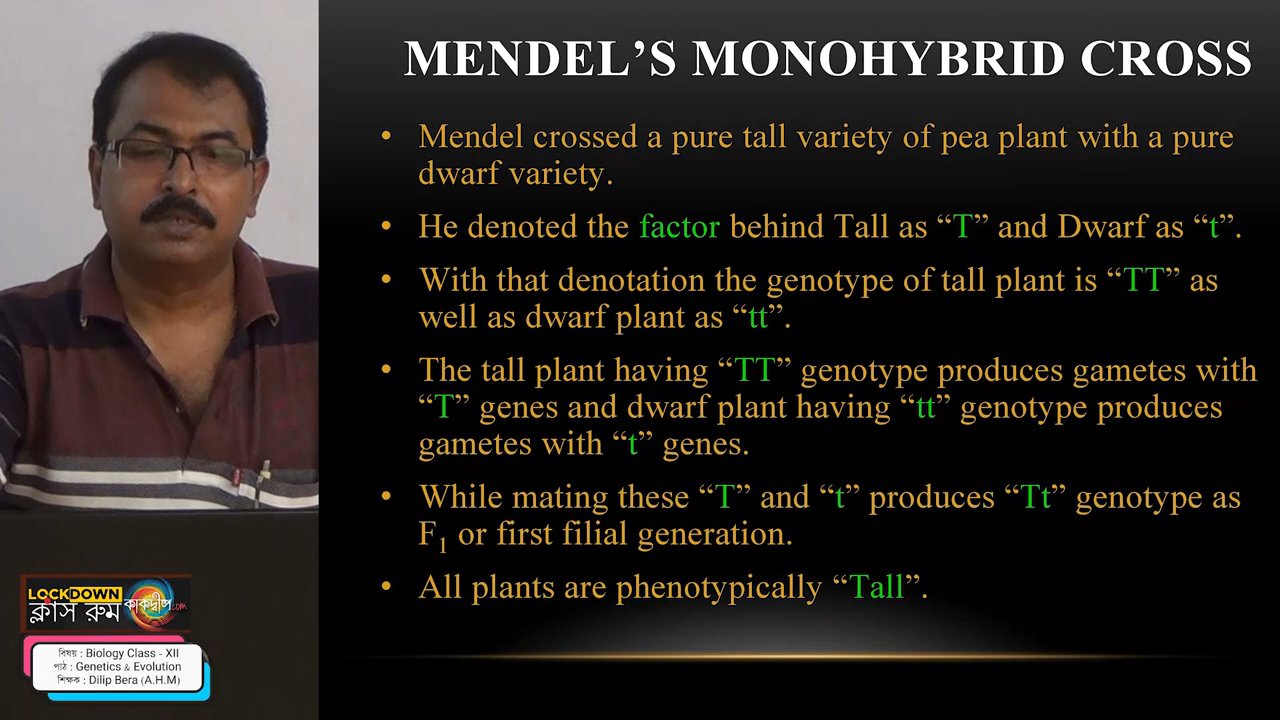 MENDEL’S MONOHYBRID CROSS
• Mendel crossed a pure tall variety of pea plant with a pure
dwarf variety.
• He denoted the factor behind Tall as “T” and Dwarf as “t”.
• With that denotation the genotype of tall plant is “TT” as
well as dwarf plant as “tt”.
• The tall plant having “TT” genotype produces gametes with
“T” genes and dwarf plant having “tt” genotype produces
gametes with “t” genes.
• While mating these “T” and “t” produces “Tt” genotype as
F₁ or first filial generation.
• All plants are phenotypically “Tall”.
LOCKDOWN
ক্লাস রুম কাকদ্বীপ.com
বিষয় : Biology Class - XII
পাঠ : Genetics & Evolution
শিক্ষক : Dilip Bera (A.H.M)